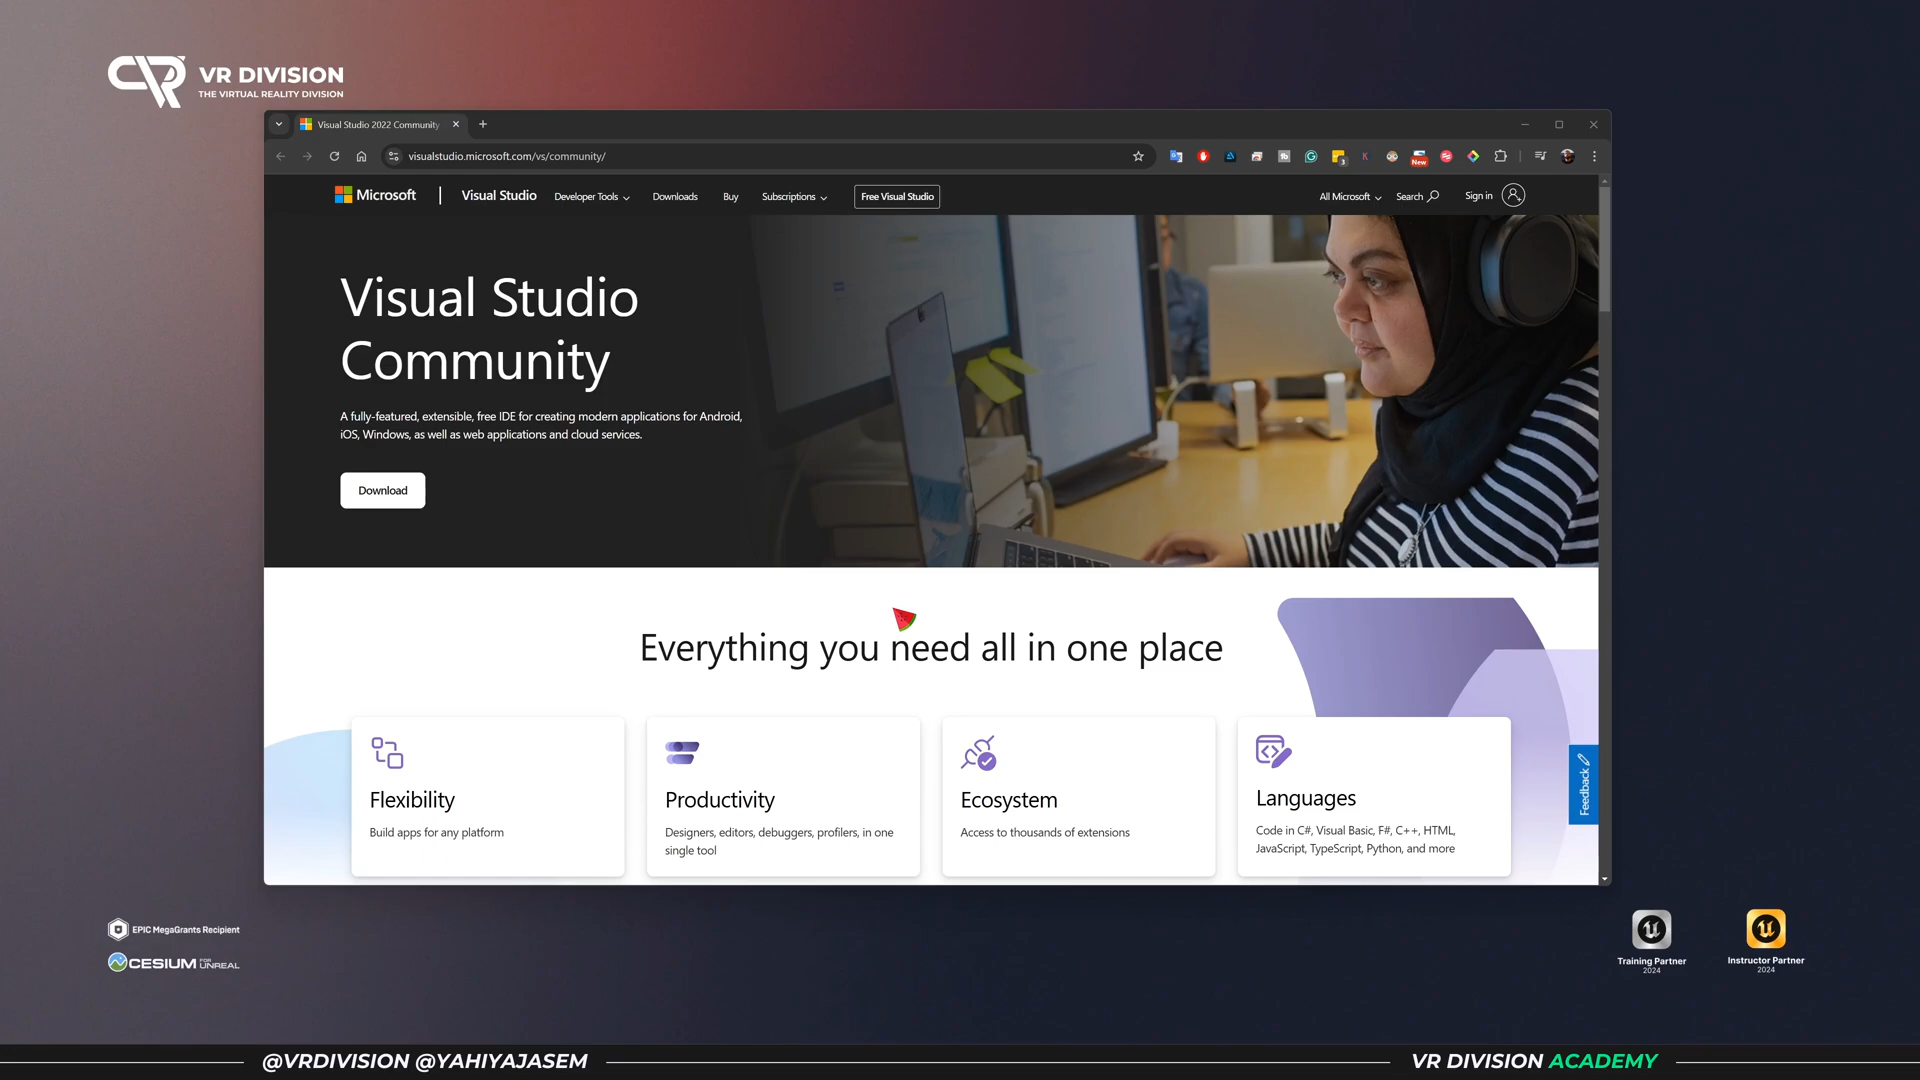 VR DIVISION
THE VIRTUAL REALITY DIVISION
Visual Studio 2022 Community
visualstudio.microsoft.com/vs/community/
3
K
New
Microsoft
Visual Studio
Developer Tools
Downloads
Buy
Subscriptions
Free Visual Studio
All Microsoft
Search
Sign in
Visual Studio
Community
A fully-featured, extensible, free IDE for creating modern applications for Android,
iOS, Windows, as well as web applications and cloud services.
Download
Everything you need all in one place
Flexibility
Build apps for any platform
Productivity
Designers, editors, debuggers, profilers, in one
single tool
Ecosystem
Access to thousands of extensions
Languages
Code in C#, Visual Basic, F#, C++, HTML,
JavaScript, TypeScript, Python, and more
Feedback
EPIC MegaGrants Recipient
CESIUM FOR UNREAL
Training Partner
2024
Instructor Partner
2024
@VRDIVISION @YAHIYAJASEM
VR DIVISION ACADEMY